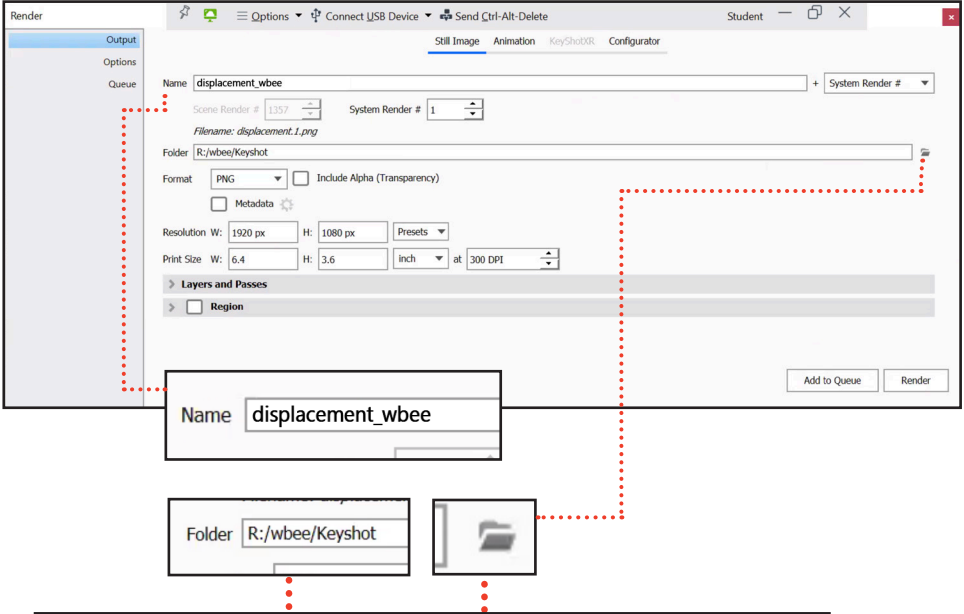 Render
Options Connect USB Device Send Ctrl-Alt-Delete
Student
Output
Options
Queue
Still Image Animation KeyShotXR Configurator
Name displacement_wbee + System Render #
Scene Render # 1357 System Render # 1
Filename: displacement.1.png
Folder R:/wbee/Keyshot
Format PNG Include Alpha (Transparency)
Metadata
Resolution W: 1920 px H: 1080 px Presets
Print Size W: 6.4 H: 3.6 inch at 300 DPI
Layers and Passes
Region
Add to Queue Render
Name displacement_wbee
Folder R:/wbee/Keyshot